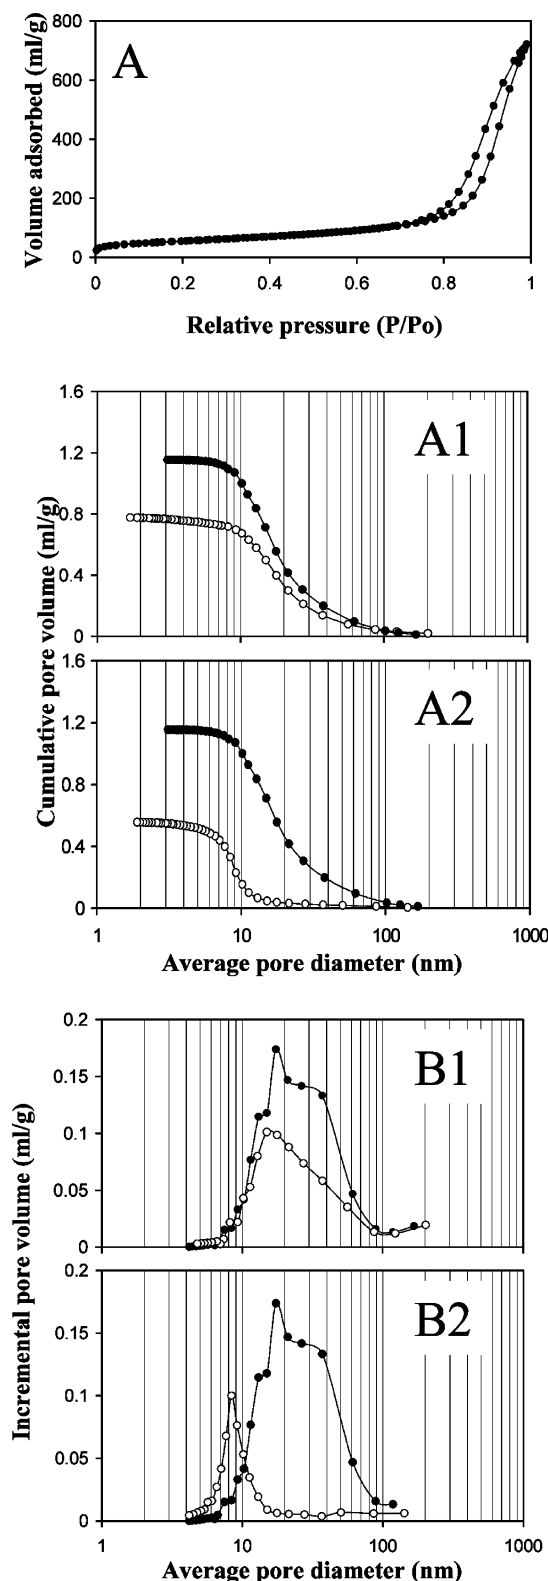 Volume adsorbed (ml/g)
800
A
600
400
200
0
0 0.2 0.4 0.6 0.8 1
Relative pressure (P/Po)
Cumulative pore volume (ml/g)
1.6
A1
1.2
0.8
0.4
0
1.6
A2
1.2
0.8
0.4
0
1 10 100 1000
Average pore diameter (nm)
Incremental pore volume (ml/g)
0.2
B1
0.15
0.1
0.05
0
0.2
B2
0.15
0.1
0.05
0
1 10 100 1000
Average pore diameter (nm)